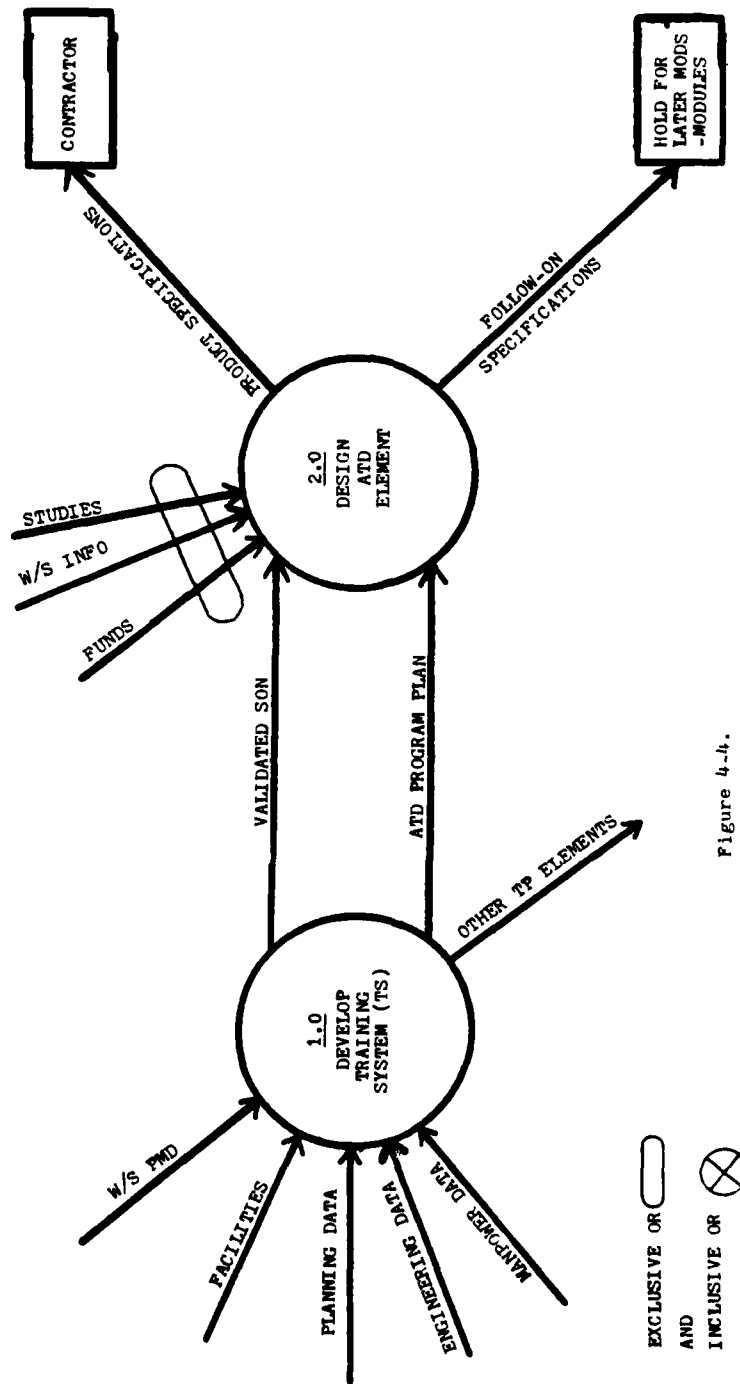 W/S PMD
FACILITIES
PLANNING DATA
ENGINEERING DATA
MANPOWER DATA
1.0
DEVELOP
TRAINING
SYSTEM (TS)
VALIDATED SON
ATD PROGRAM PLAN
OTHER TP ELEMENTS
FUNDS
W/S INFO
STUDIES
2.0
DESIGN
ATD
ELEMENT
PRODUCT SPECIFICATIONS
CONTRACTOR
FOLLOW-ON
SPECIFICATIONS
HOLD FOR
LATER MODS
-MODULES
EXCLUSIVE OR
AND
INCLUSIVE OR
Figure 4-4.